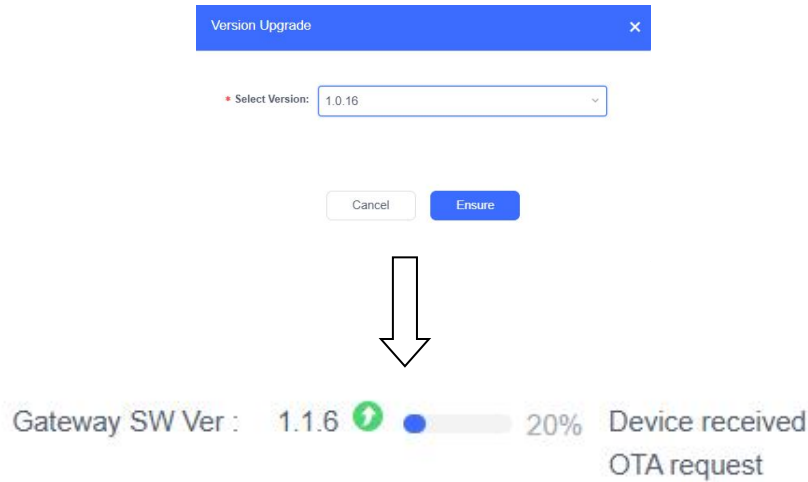 Version Upgrade ×
* Select Version: 1.0.16
Cancel Ensure
Gateway SW Ver : 1.1.6 20% Device received
OTA request